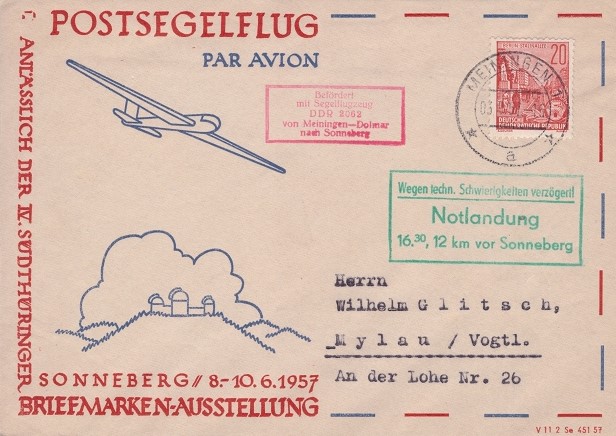 POSTSEGELFLUG
PAR AVION
ANLÄSSLICH DER IV. SÜDTHÜRINGER
Befördert
mit Segelflugzeug
DDR 2062
von Meiningen—Dolmar
nach Sonneberg
BERLIN STALINALLEE
20
DEUTSCHE
DEMOKRATISCHE REPUBLIK
MEININGEN
a
Wegen techn. Schwierigkeiten verzögert!
Notlandung
16.30, 12 km vor Sonneberg
Herrn
Wilhelm Glitsch,
Mylau / Vogtl.
An der Lohe Nr. 26
SONNEBERG // 8.-10.6.1957
BRIEFMARKEN-AUSSTELLUNG
V 11 2 Se 451 57